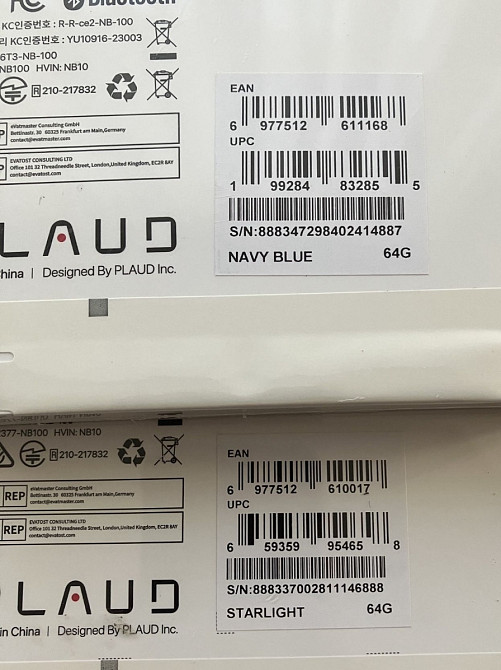 FC Bluetooth
KC인증번호 : R-R-ce2-NB-100
리 KC인증번호 : YU10916-23003
6T3-NB-100
NB100 HVIN: NB10
R 210-217832
eVatmaster Consulting GmbH
Bettinastr. 30 60325 Frankfurt am Main,Germany
contact@evatmaster.com
EVATOST CONSULTING LTD
Office 101 32 Threadneedle Street, London,United Kingdom, EC2R 8AY
contact@evatost.com
LAUD
China | Designed By PLAUD Inc.
EAN
6 977512 611168
UPC
1 99284 83285 5
S/N:888347298402414887
NAVY BLUE 64G
2377-NB100 HVIN: NB10
R 210-217832
REP
eVatmaster Consulting GmbH
Bettinastr. 30 60325 Frankfurt am Main,Germany
contact@evatmaster.com
REP
EVATOST CONSULTING LTD
Office 101 32 Threadneedle Street, London,United Kingdom, EC2R 8AY
contact@evatost.com
PLAUD
in China | Designed By PLAUD Inc.
EAN
6 977512 610017
UPC
6 59359 95465 8
S/N:888337002811146888
STARLIGHT 64G